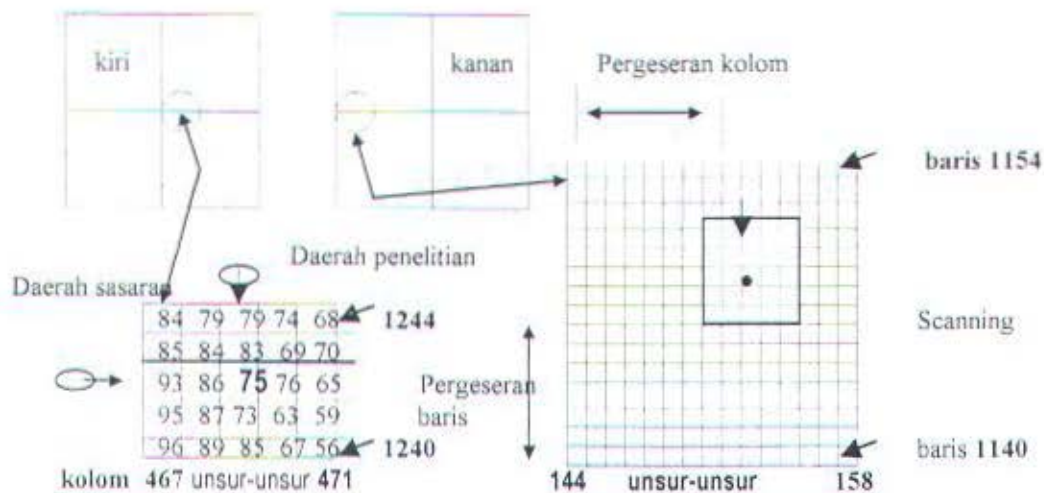 kiri
kanan
Pergeseran kolom
baris 1154
Daerah penelitian
Daerah sasaran
84 79 79 74 68
1244
85 84 83 69 70
Scanning
93 86 75 76 65
Pergeseran
baris
95 87 73 63 59
96 89 85 67 56
1240
baris 1140
kolom 467 unsur-unsur 471
144 unsur-unsur 158